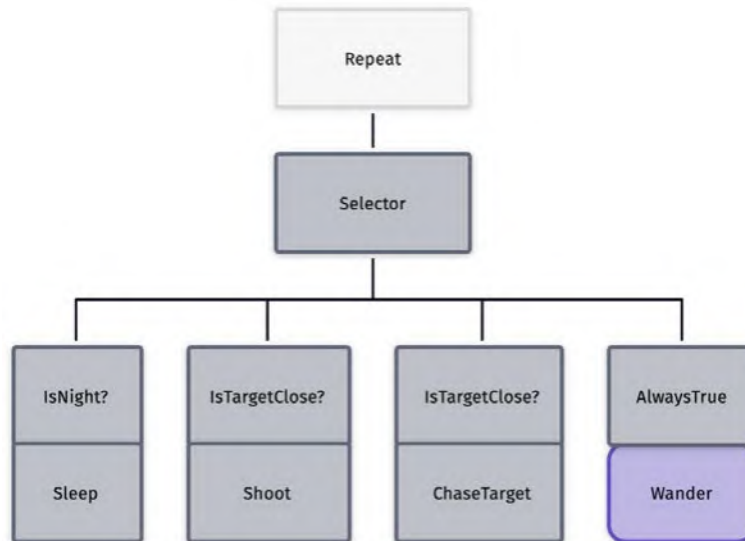 Repeat
Selector
IsNight?
IsTargetClose?
IsTargetClose?
AlwaysTrue
Sleep
Shoot
ChaseTarget
Wander